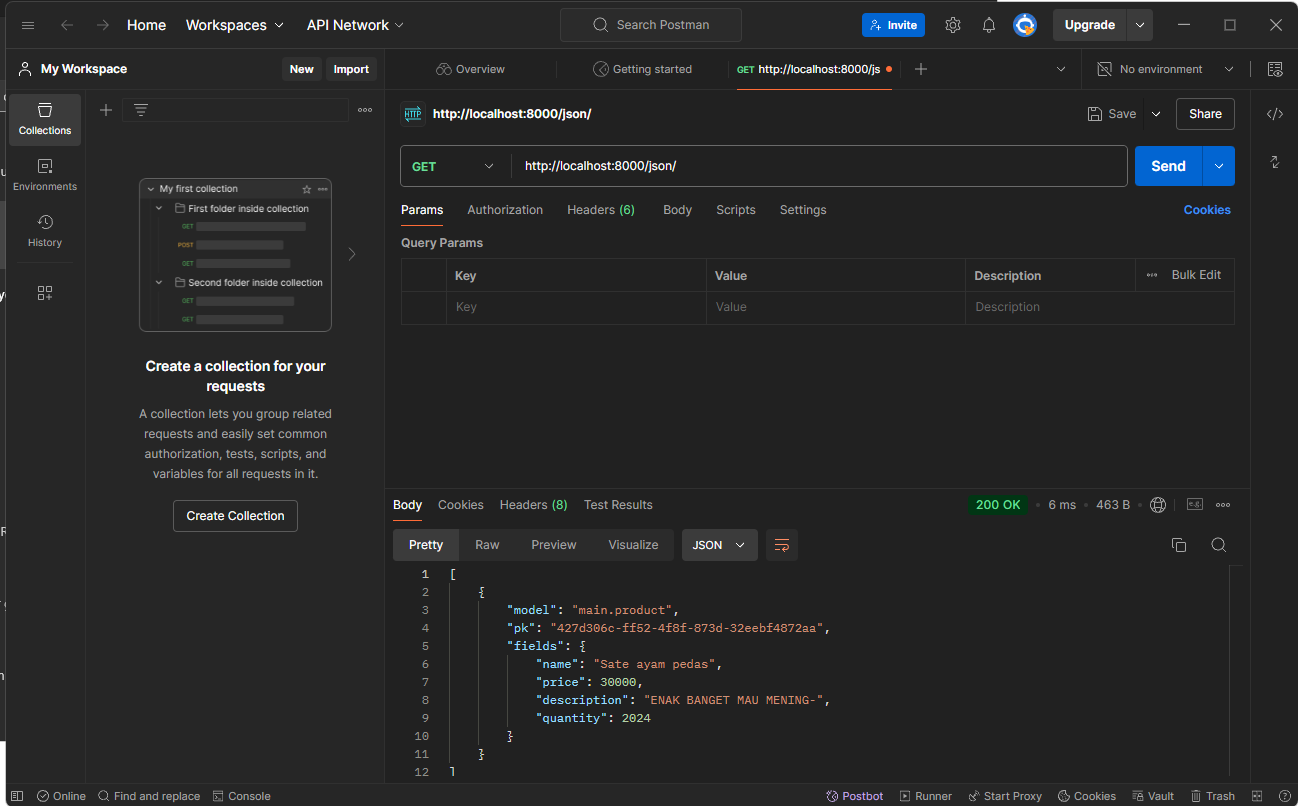 Home Workspaces API Network Search Postman Invite Upgrade
My Workspace New Import Overview Getting started GET http://localhost:8000/js No environment
Collections
Environments
History
My first collection
First folder inside collection
GET
POST
GET
Second folder inside collection
GET
GET
Create a collection for your
requests
A collection lets you group related
requests and easily set common
authorization, tests, scripts, and
variables for all requests in it.
Create Collection
HTTP http://localhost:8000/json/ Save Share
GET http://localhost:8000/json/ Send
Params Authorization Headers (6) Body Scripts Settings Cookies
Query Params
Key Value Description Bulk Edit
Key Value Description
Body Cookies Headers (8) Test Results 200 OK 6 ms 463 B e.g.
Pretty Raw Preview Visualize JSON
1 [
2 {
3 "model": "main.product",
4 "pk": "427d306c-ff52-4f8f-873d-32eebf4872aa",
5 "fields": {
6 "name": "Sate ayam pedas",
7 "price": 30000,
8 "description": "ENAK BANGET MAU MENING-",
9 "quantity": 2024
10 }
11 }
12 ]
Online Find and replace Console Postbot Runner Start Proxy Cookies Vault Trash